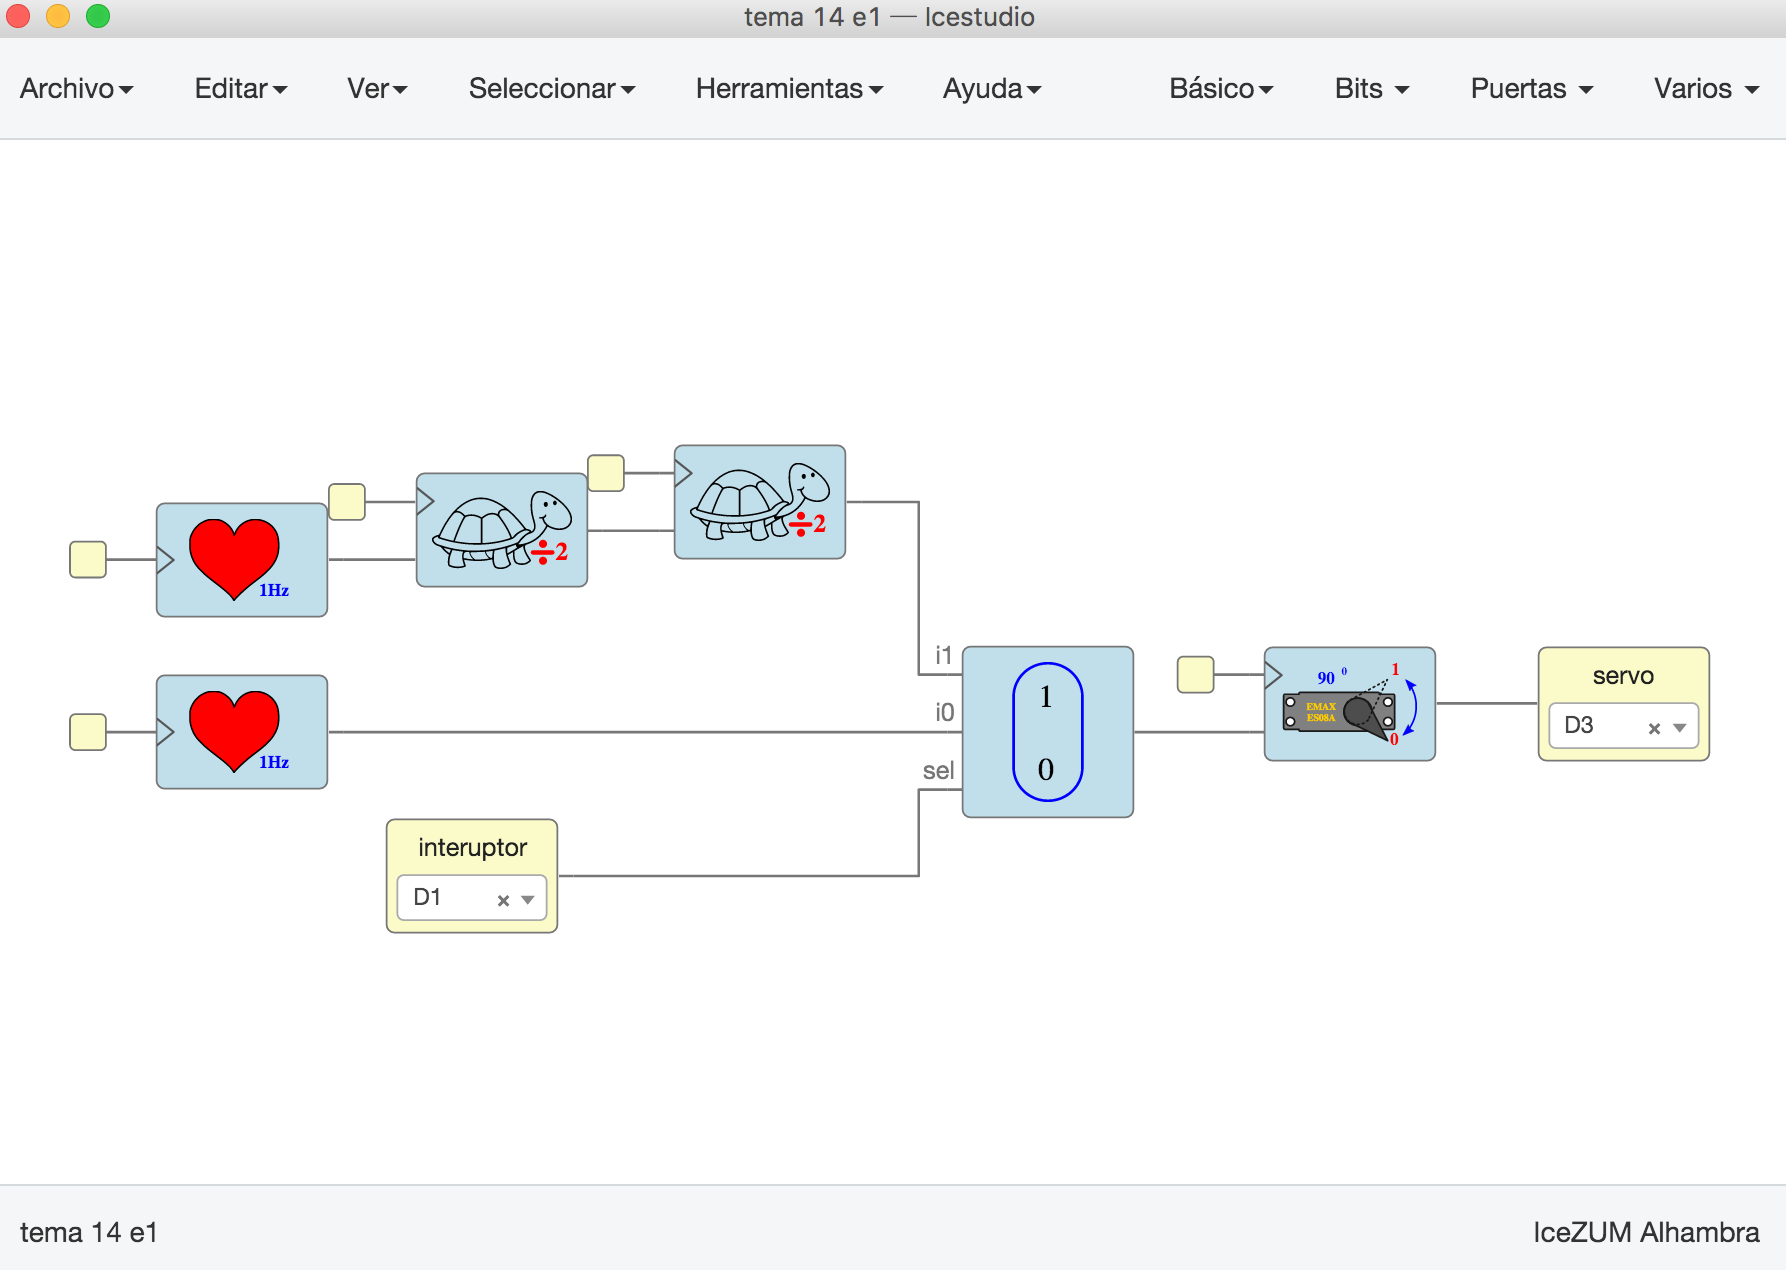 tema 14 e1 — Icestudio
Archivo Editar Ver Seleccionar Herramientas Ayuda Básico Bits Puertas Varios
÷2
÷2
1Hz
i1
1Hz
i0
sel
1
0
90 0
1
EMAX
ES08A
0
servo
D3
interuptor
D1
tema 14 e1
IceZUM Alhambra